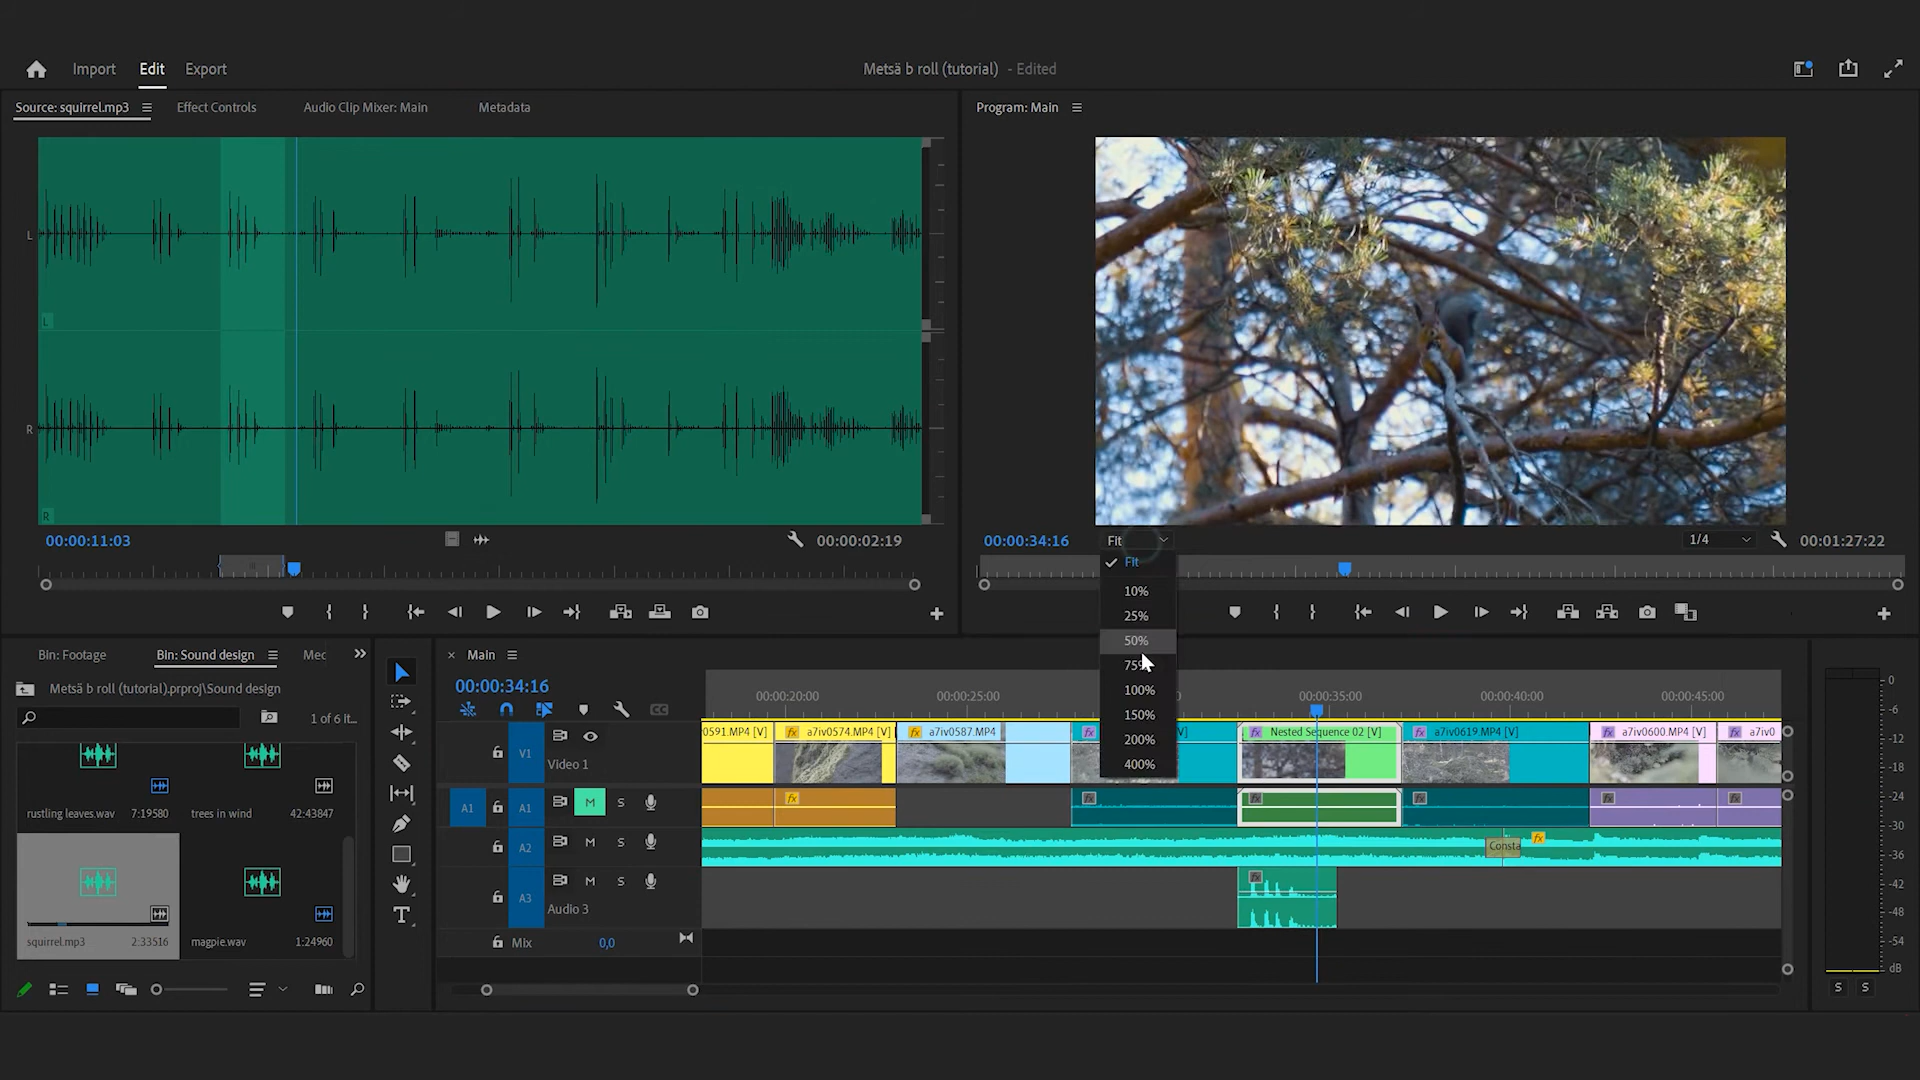 Import Edit Export
Metsä b roll (tutorial) - Edited
Source: squirrel.mp3 Effect Controls Audio Clip Mixer: Main Metadata
Program: Main
L
L
R
R
00:00:11:03 00:00:02:19
00:00:34:16 Fit 1/4 00:01:27:22
Fit
10%
25%
50%
75%
100%
150%
200%
400%
Bin: Footage Bin: Sound design Med
Metsä b roll (tutorial).prproj\Sound design
1 of 6 it...
rustling leaves.wav 7:19580
trees in wind 42:43847
squirrel.mp3 2:33516
magpie.wav 1:24960
Main
00:00:34:16
00:00:20:00 00:00:25:00 00:00:35:00 00:00:40:00 00:00:45:00
V1 Video 1
0591.MP4 [V] a7iv0574.MP4 [V] a7iv0587.MP4 V] Nested Sequence 02 [V] a7iv0619.MP4 [V] a7iv0600.MP4 [V] a7iv0
A1 A1 M S
A2 M S
Consta
A3 M S
Audio 3
Mix 0,0
0
-6
-12
-18
-24
-30
-36
-42
-48
-54
dB
S S